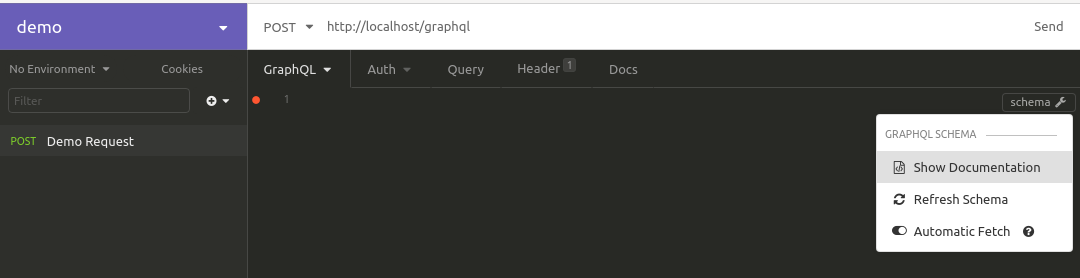 demo
POST http://localhost/graphql Send
No Environment Cookies
GraphQL Auth Query Header 1 Docs
Filter
1
schema
POST Demo Request
GRAPHQL SCHEMA
Show Documentation
Refresh Schema
Automatic Fetch ?